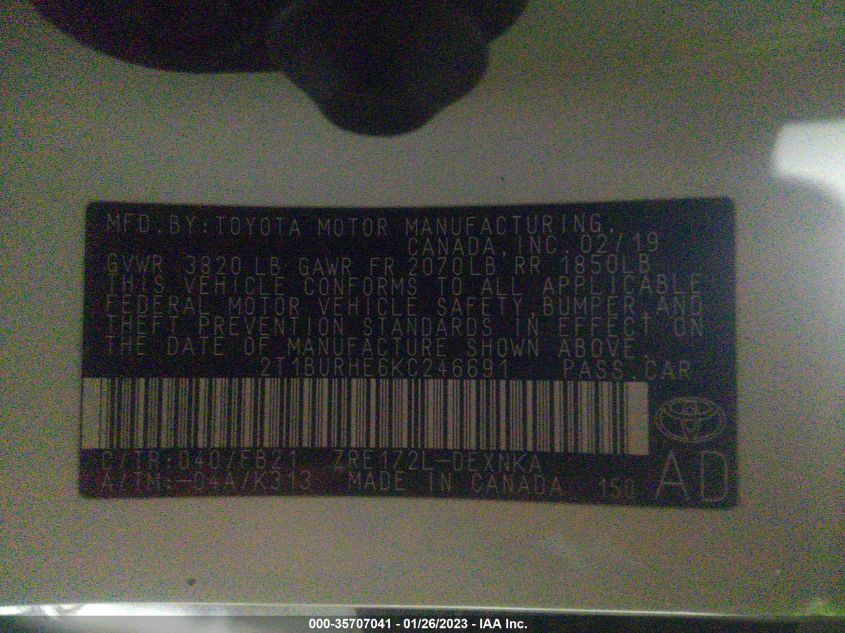 MFD.BY:TOYOTA MOTOR MANUFACTURING,
CANADA,INC.02/19
GVWR 3820LB GAWR FR 2070LB RR 1850LB
THIS VEHICLE CONFORMS TO ALL APPLICABLE
FEDERAL MOTOR VEHICLE SAFETY,BUMPER,AND
THEFT PREVENTION STANDARDS IN EFFECT ON
THE DATE OF MANUFACTURE SHOWN ABOVE.
2T1BURHE6KC246691 PASS.CAR
C/TR:040/FB21 ZRE172L-DEXNKA
A/TM:-04A/K313 MADE IN CANADA 150 AD
000-35707041 - 01/26/2023 - IAA Inc.